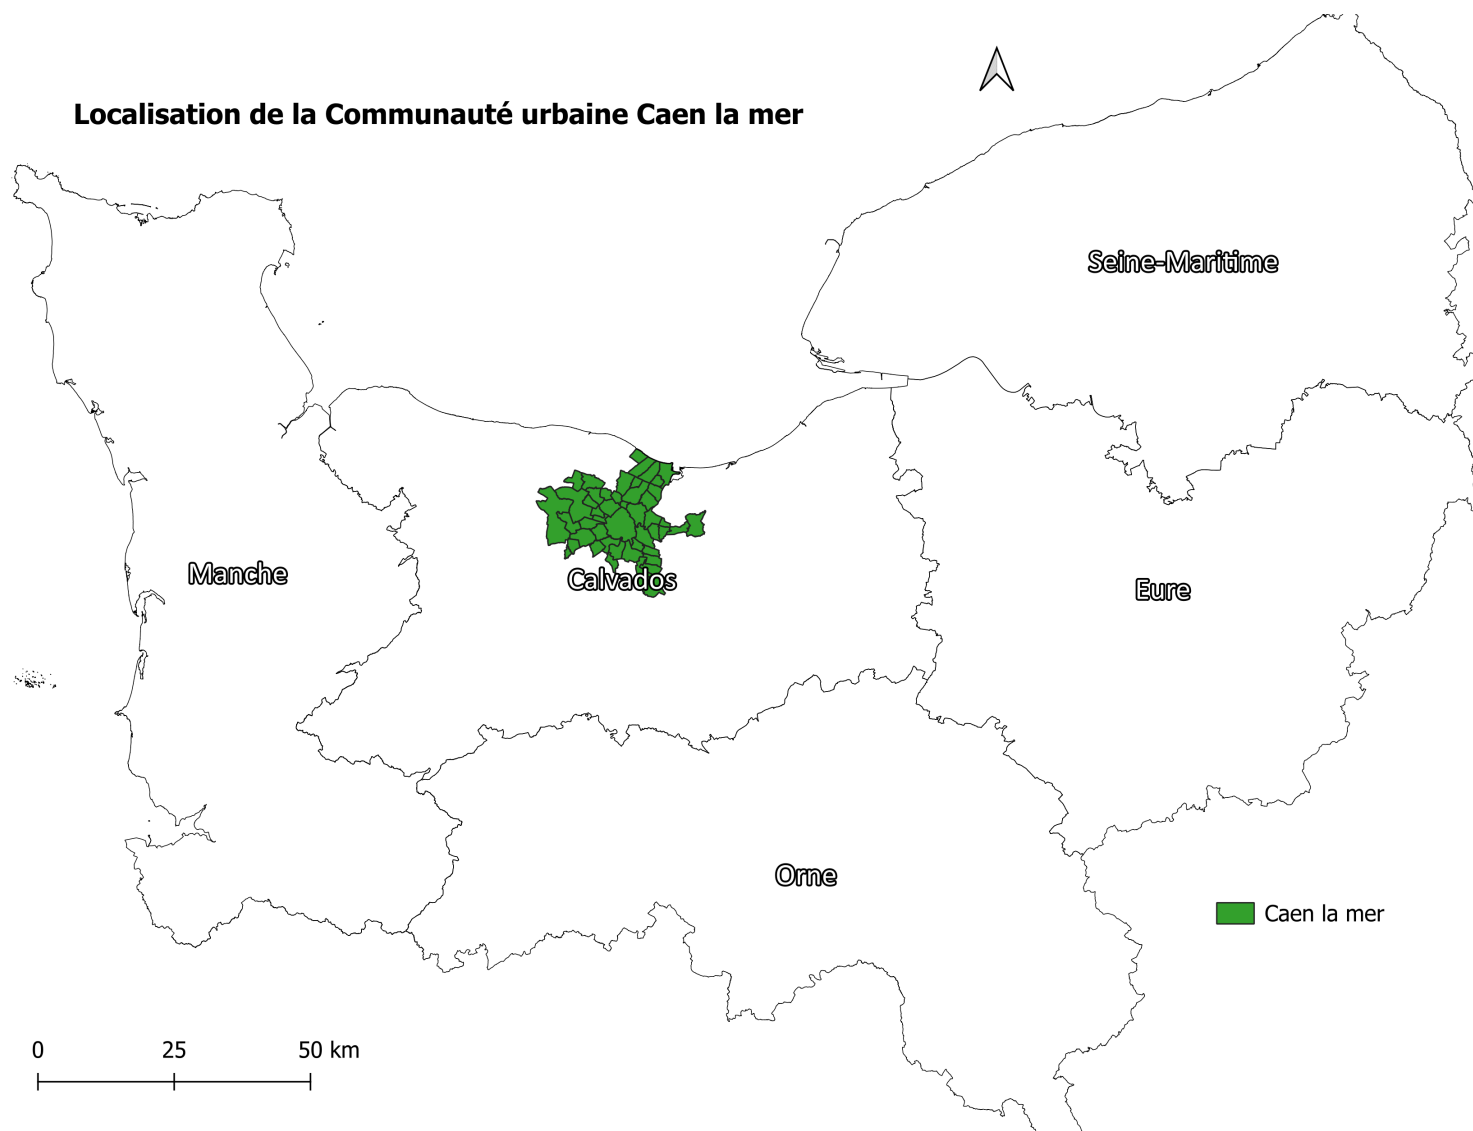 Localisation de la Communauté urbaine Caen la mer
Seine-Maritime
Manche
Calvados
Eure
Orne
Caen la mer
0 25 50 km